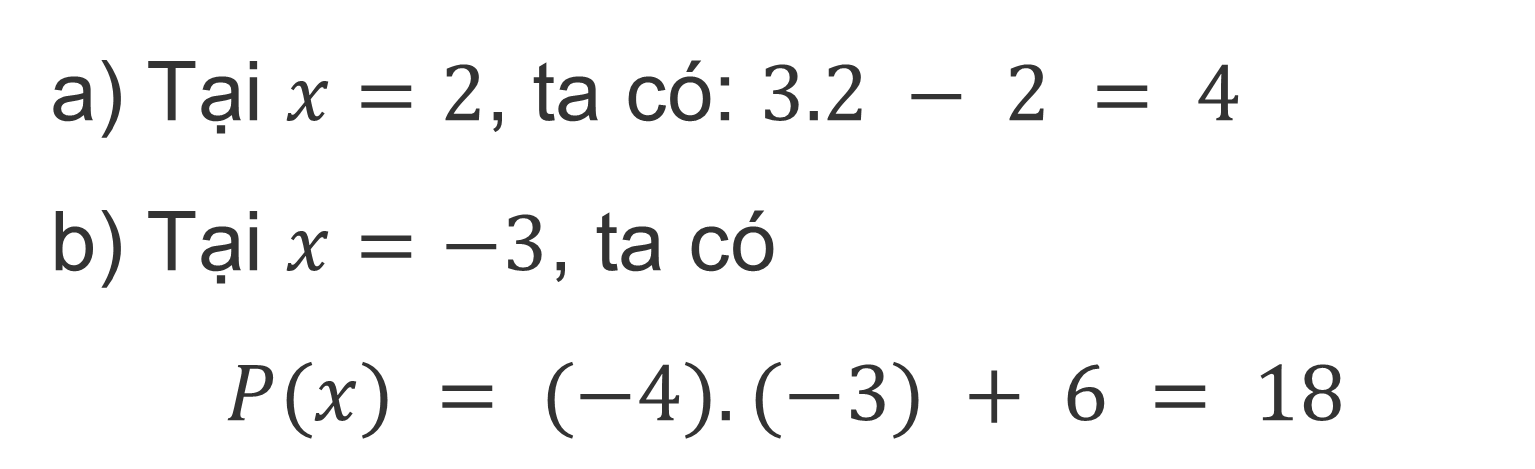 a) Tại x = 2, ta có: 3.2 − 2 = 4
b) Tại x = −3, ta có
P(x) = (−4). (−3) + 6 = 18